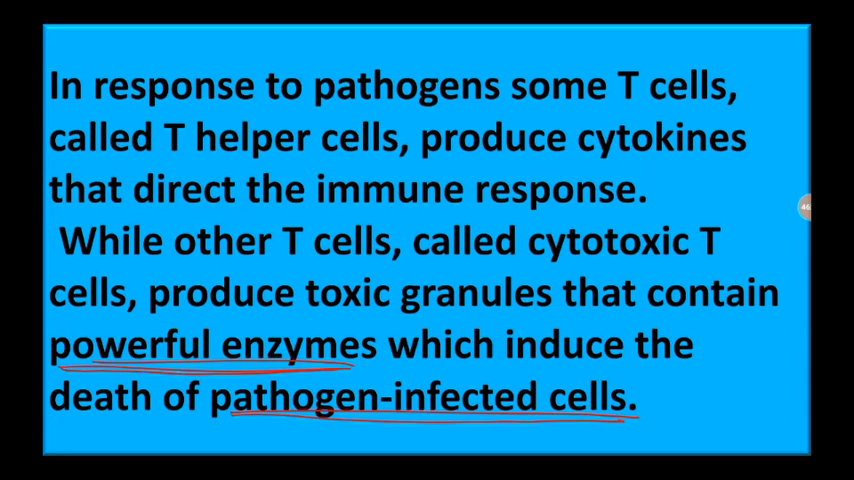 In response to pathogens some T cells,
called T helper cells, produce cytokines
that direct the immune response.
While other T cells, called cytotoxic T
cells, produce toxic granules that contain
powerful enzymes which induce the
death of pathogen-infected cells.